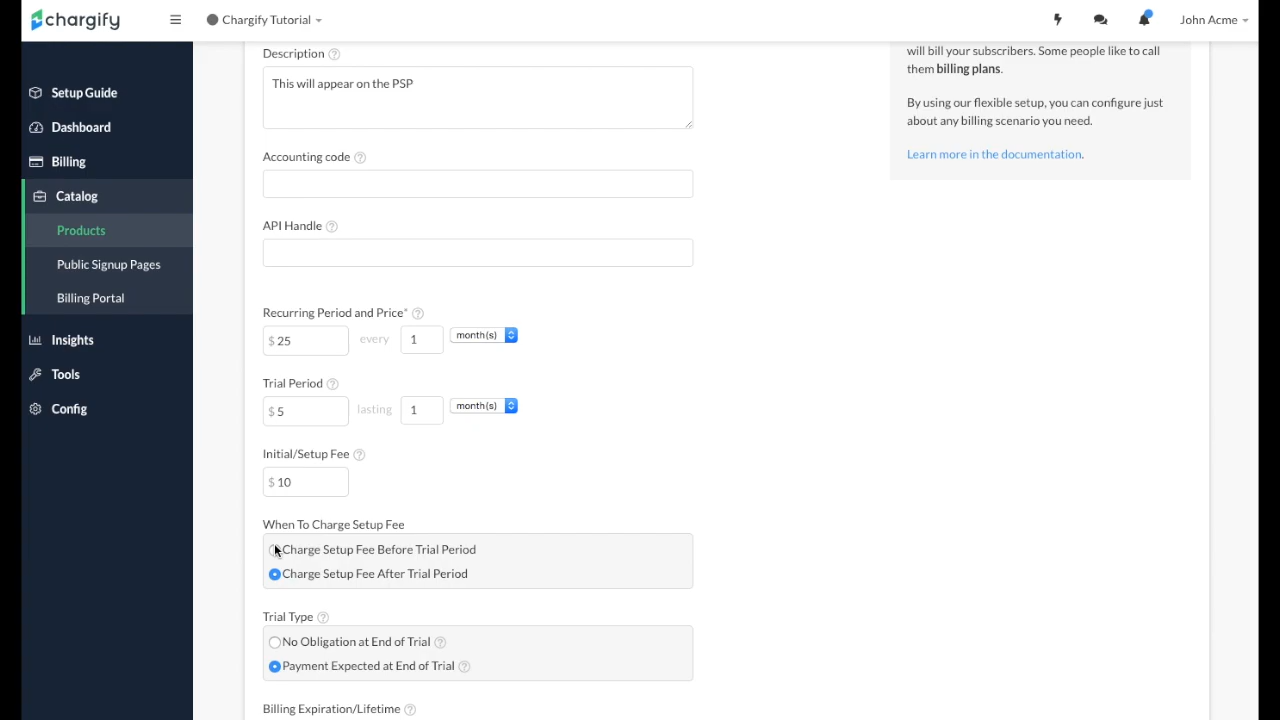 chargify
Chargify Tutorial
John Acme
Setup Guide
Dashboard
Billing
Catalog
Products
Public Signup Pages
Billing Portal
Insights
Tools
Config
Description
This will appear on the PSP
Accounting code
API Handle
Recurring Period and Price*
$ 25 every 1 month(s)
Trial Period
$ 5 lasting 1 month(s)
Initial/Setup Fee
$ 10
When To Charge Setup Fee
Charge Setup Fee Before Trial Period
Charge Setup Fee After Trial Period
Trial Type
No Obligation at End of Trial
Payment Expected at End of Trial
Billing Expiration/Lifetime
will bill your subscribers. Some people like to call
them billing plans.
By using our flexible setup, you can configure just
about any billing scenario you need.
Learn more in the documentation.